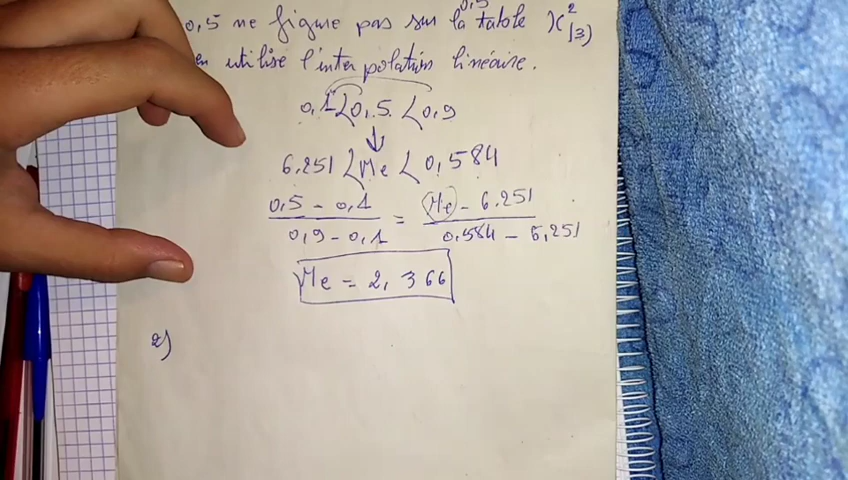 0,5
0,5 ne figure pas sur la table χ²(3)
en utilise l'interpolation linéaire.
0,1 < 0,5 < 0,9
↓
6.251 < Me < 0,584
0,5 - 0,1 / 0,9 - 0,1 = Me - 6.251 / 0,584 - 6,251
Me = 2,366
2)